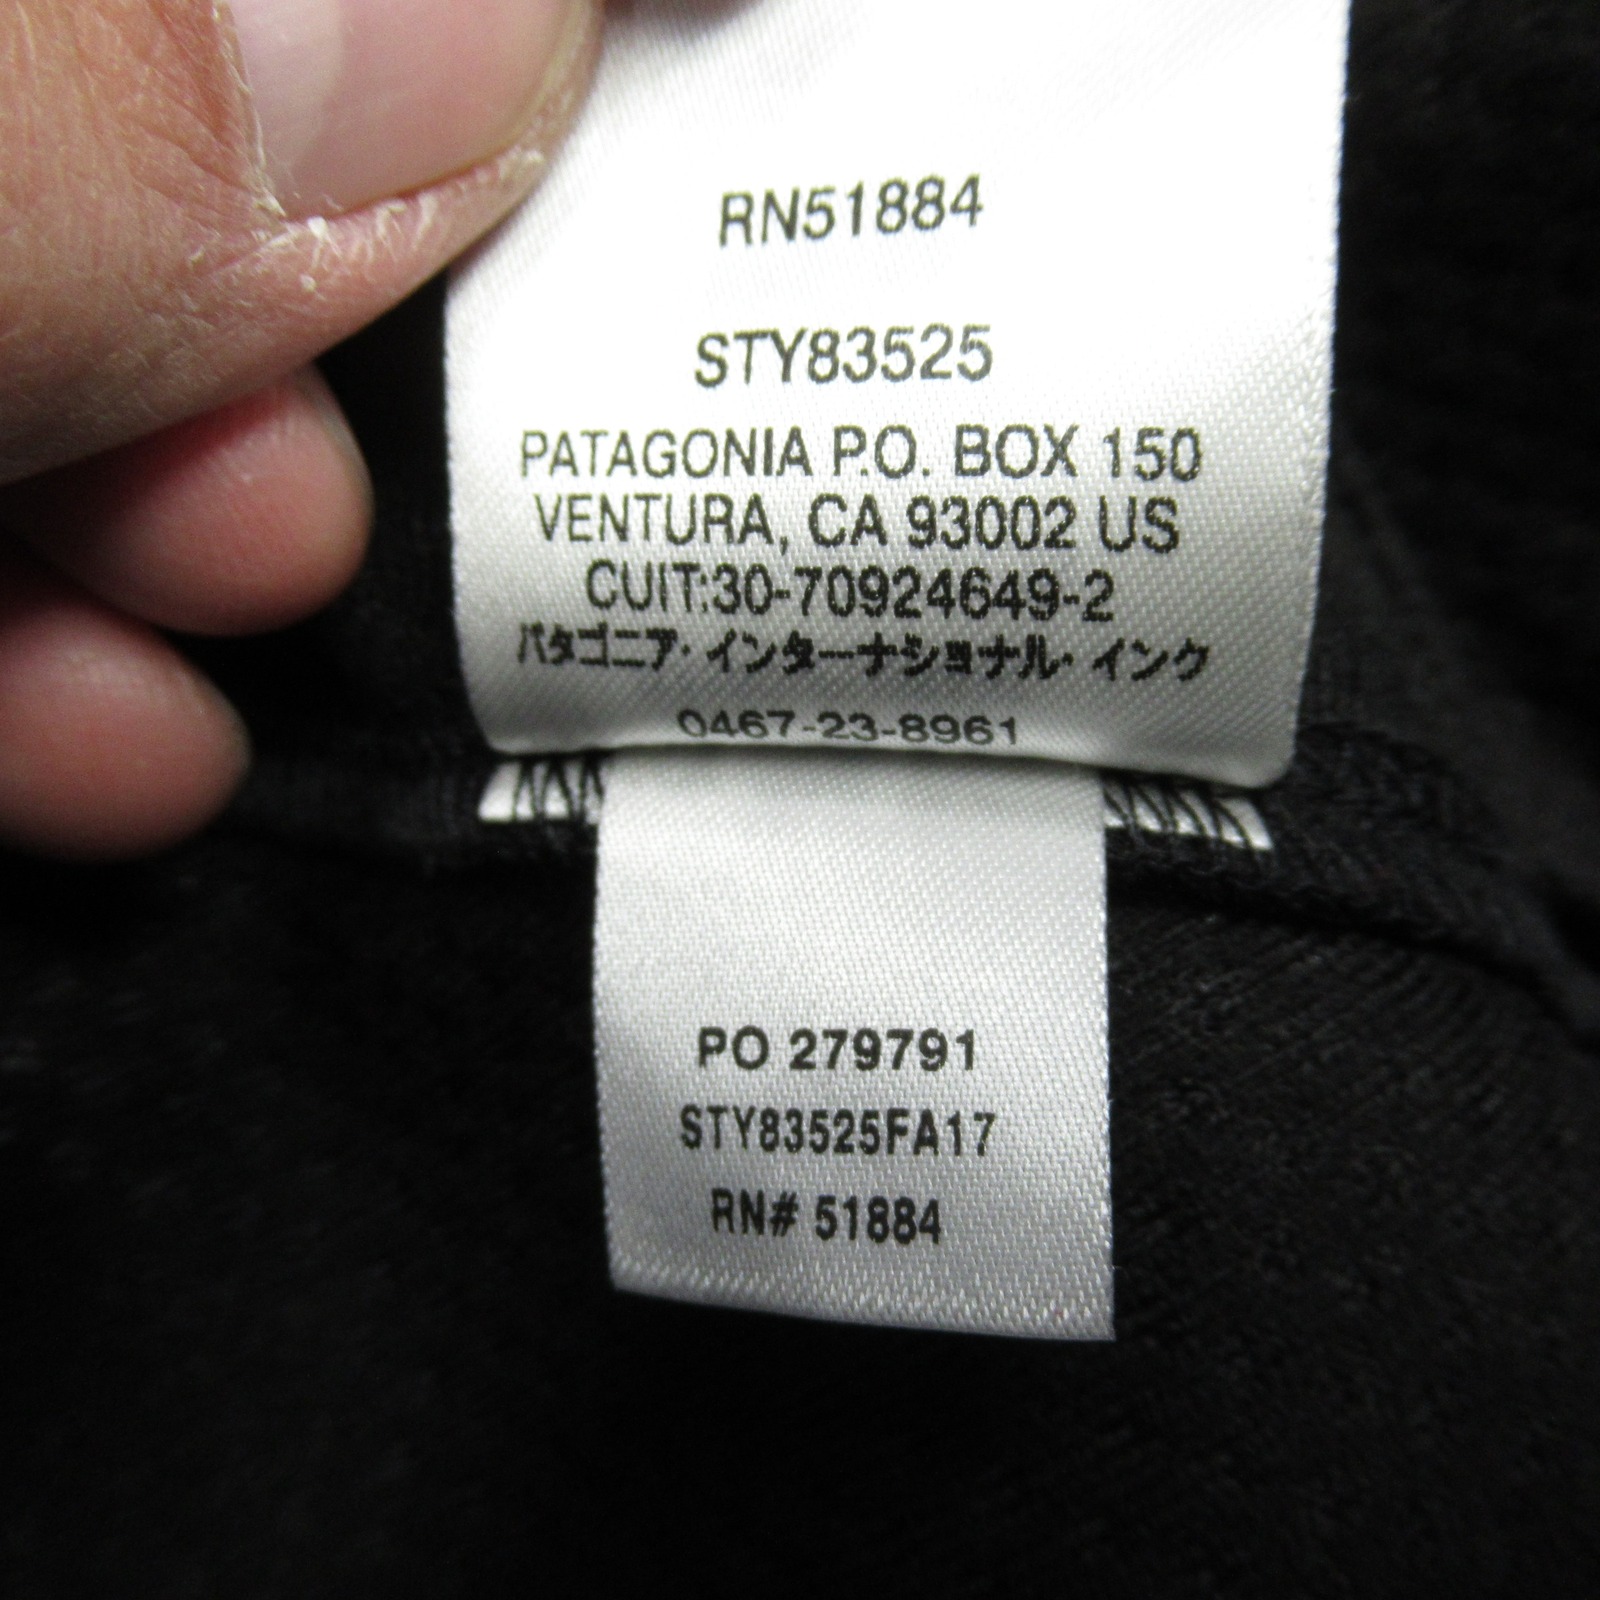 RN51884
STY83525
PATAGONIA P.O. BOX 150
VENTURA, CA 93002 US
CUIT:30-70924649-2
パタゴニア・インターナショナル・インク
0467-23-8961
PO 279791
STY83525FA17
RN# 51884